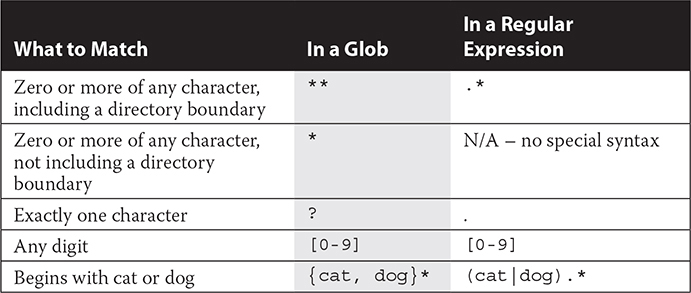 What to Match In a Glob In a Regular
Expression
Zero or more of any character, ** .*
including a directory boundary
Zero or more of any character, * N/A – no special syntax
not including a directory
boundary
Exactly one character ? .
Any digit [0-9] [0-9]
Begins with cat or dog {cat, dog}* (cat|dog).*